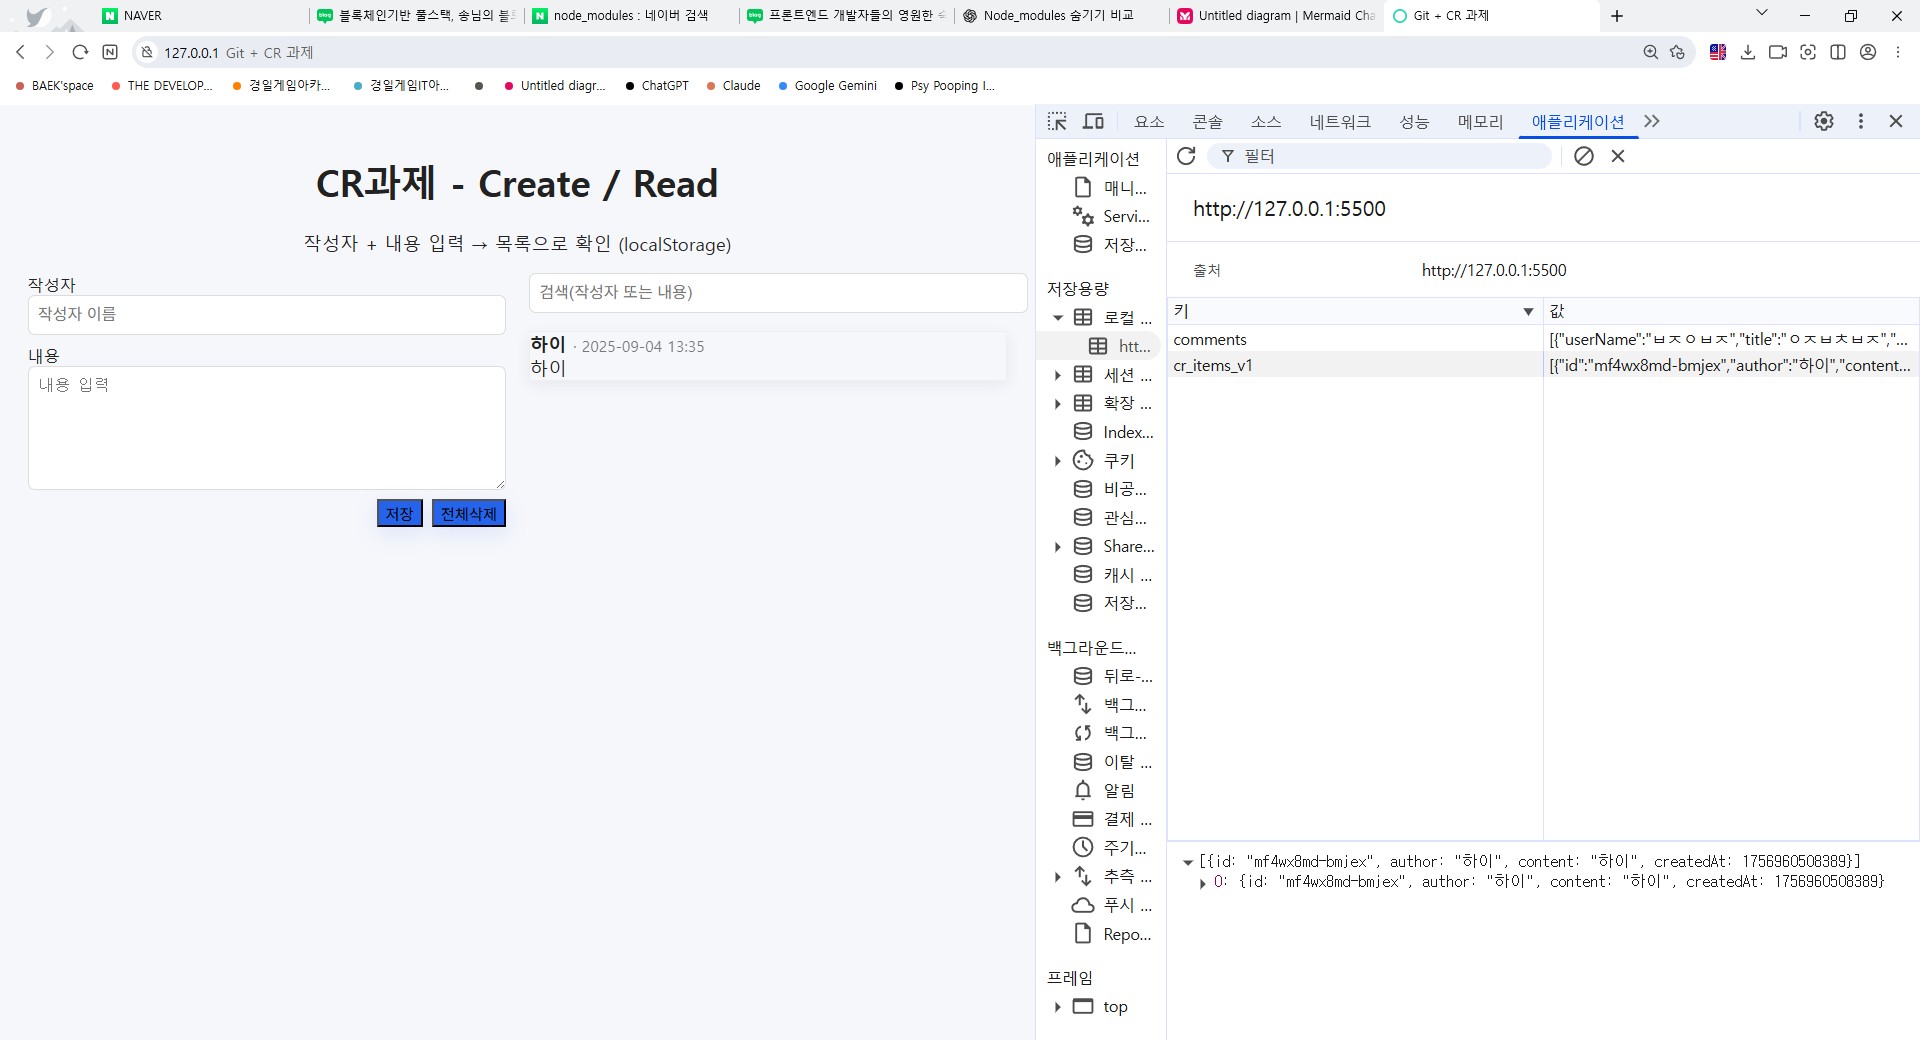 NAVER
블록체인기반 풀스택, 송님의 블
node_modules : 네이버 검색
프론트엔드 개발자들의 영원한
Node_modules 숨기기 비교
Untitled diagram | Mermaid Cha
Git + CR 과제
127.0.0.1 Git + CR 과제
BAEK'space
THE DEVELOP...
경일게임아카...
경일게임IT아...
Untitled diagr...
ChatGPT
Claude
Google Gemini
Psy Pooping I...
CR과제 - Create / Read
작성자 + 내용 입력 → 목록으로 확인 (localStorage)
작성자
작성자 이름
내용
내용 입력
저장
전체삭제
검색(작성자 또는 내용)
하이 · 2025-09-04 13:35
하이
요소
콘솔
소스
네트워크
성능
메모리
애플리케이션
애플리케이션
매니...
Servi...
저장...
저장용량
로컬 ...
htt...
세션 ...
확장 ...
Index...
쿠키
비공...
관심...
Share...
캐시 ...
저장...
백그라운드...
뒤로-...
백그...
백그...
이탈 ...
알림
결제 ...
주기...
추측 ...
푸시 ...
Repo...
프레임
top
필터
http://127.0.0.1:5500
출처 http://127.0.0.1:5500
키 값
comments [{"userName":"ㅂㅈㅇㅂㅈ","title":"ㅇㅈㅂㅊㅂㅈ","...
cr_items_v1 [{"id":"mf4wx8md-bmjex","author":"하이","content...
[{id: "mf4wx8md-bmjex", author: "하이", content: "하이", createdAt: 1756960508389}]
0: {id: "mf4wx8md-bmjex", author: "하이", content: "하이", createdAt: 1756960508389}